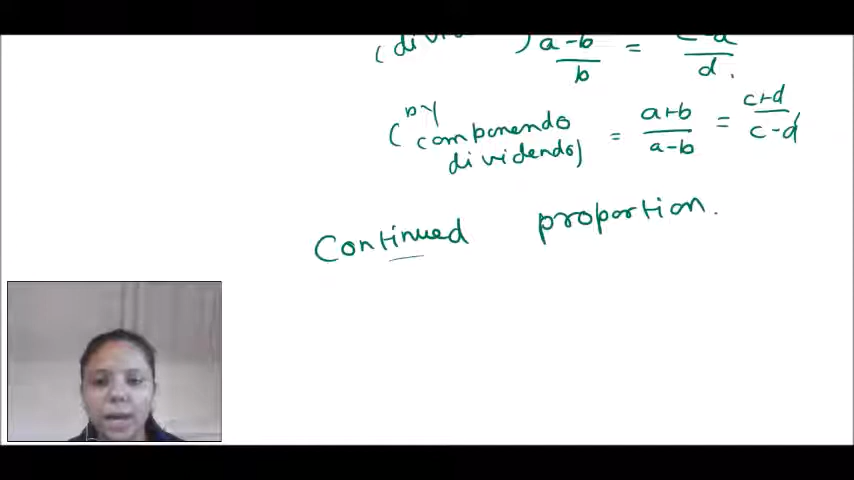 a-b/b = c-d/d.
(by componendo dividendo) = a+b/a-b = c+d/c-d
Continued proportion.